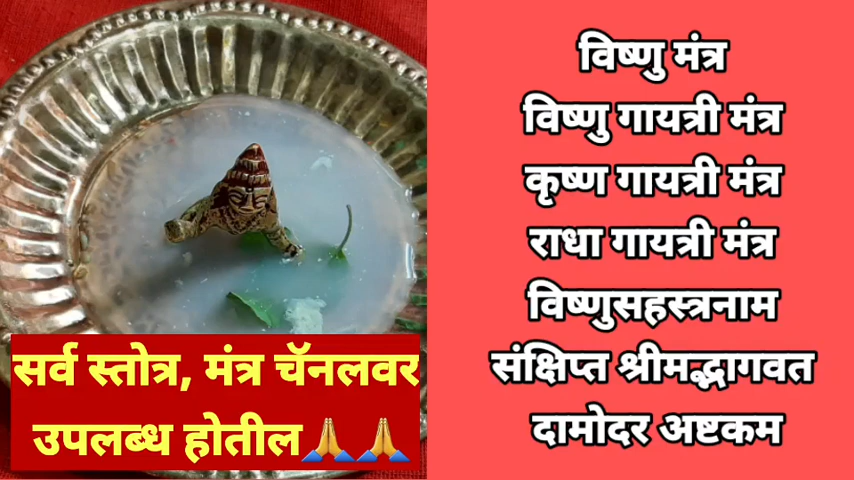 सर्व स्तोत्र, मंत्र चॅनलवर
उपलब्ध होतील🙏🙏
विष्णु मंत्र
विष्णु गायत्री मंत्र
कृष्ण गायत्री मंत्र
राधा गायत्री मंत्र
विष्णुसहस्त्रनाम
संक्षिप्त श्रीमद्भागवत
दामोदर अष्टकम